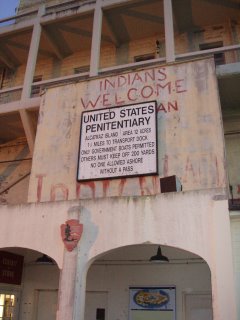 INDIANS
WELCOME
UNITED STATES
PENITENTIARY
ALCATRAZ ISLAND AREA 12 ACRES
1½ MILES TO TRANSPORT DOCK
ONLY GOVERNMENT BOATS PERMITTED
OTHERS MUST KEEP OFF 200 YARDS
NO ONE ALLOWED ASHORE
WITHOUT A PASS